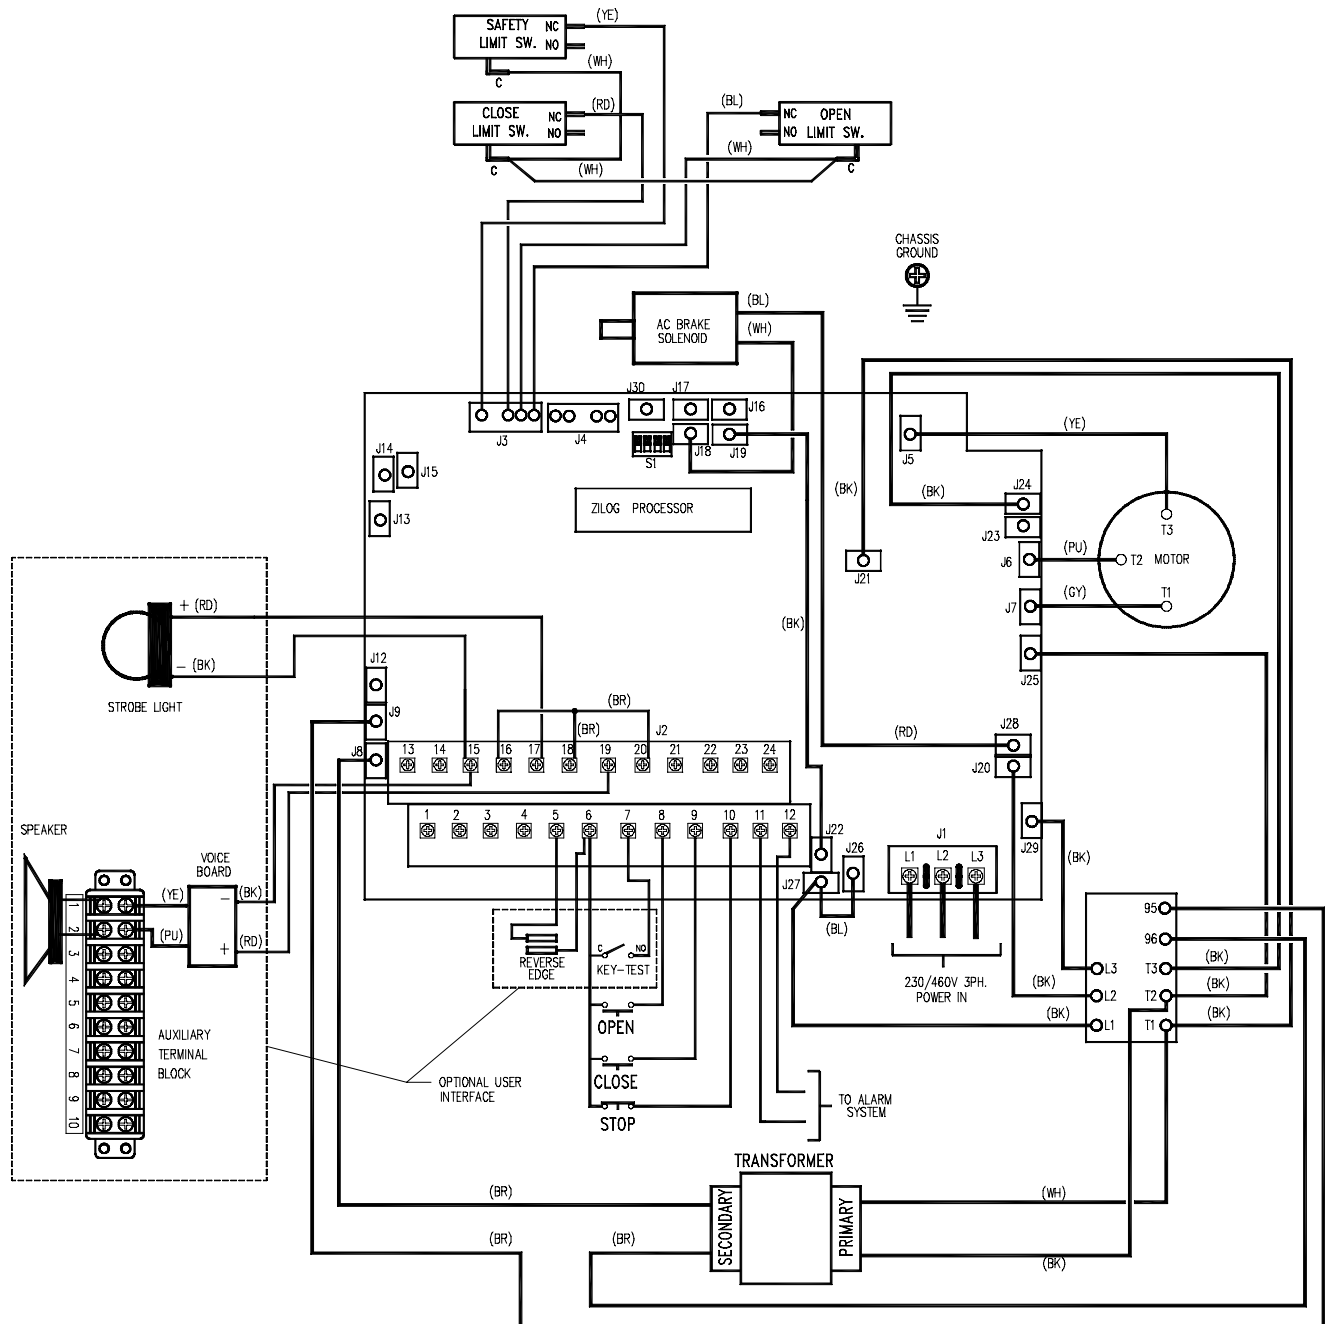 SAFETY
LIMIT SW.
NC
NO
(YE)
(WH)
C
CLOSE
LIMIT SW.
NC
NO
(RD)
(WH)
C
(BL)
NC
NO
OPEN
LIMIT SW.
(WH)
C
CHASSIS
GROUND
AC BRAKE
SOLENOID
(BL)
(WH)
J30
J17
J16
J3
J4
S1
J18
J19
J14
J15
J13
ZILOG PROCESSOR
(BK)
(BK)
(YE)
J5
J24
J23
J21
J6
(PU)
T3
T2 MOTOR
T1
J7
(GY)
J25
(BK)
+ (RD)
- (BK)
STROBE LIGHT
J12
J9
J8
(BR)
(BR)
J2
(RD)
J28
J20
13 14 15 16 17 18 19 20 21 22 23 24
1 2 3 4 5 6 7 8 9 10 11 12
J22
J27
J26
(BL)
J1
L1 L2 L3
J29
(BK)
230/460V 3PH.
POWER IN
SPEAKER
VOICE
BOARD
(YE)
(PU)
-
+
(BK)
(RD)
1
2
3
4
5
6
7
8
9
10
AUXILIARY
TERMINAL
BLOCK
REVERSE
EDGE
C
NO
KEY-TEST
OPEN
CLOSE
STOP
OPTIONAL USER
INTERFACE
TO ALARM
SYSTEM
95
96
L3
T3
(BK)
(BK)
L2
T2
(BK)
(BK)
L1
T1
(BK)
TRANSFORMER
SECONDARY
PRIMARY
(BR)
(WH)
(BR)
(BR)
(BK)